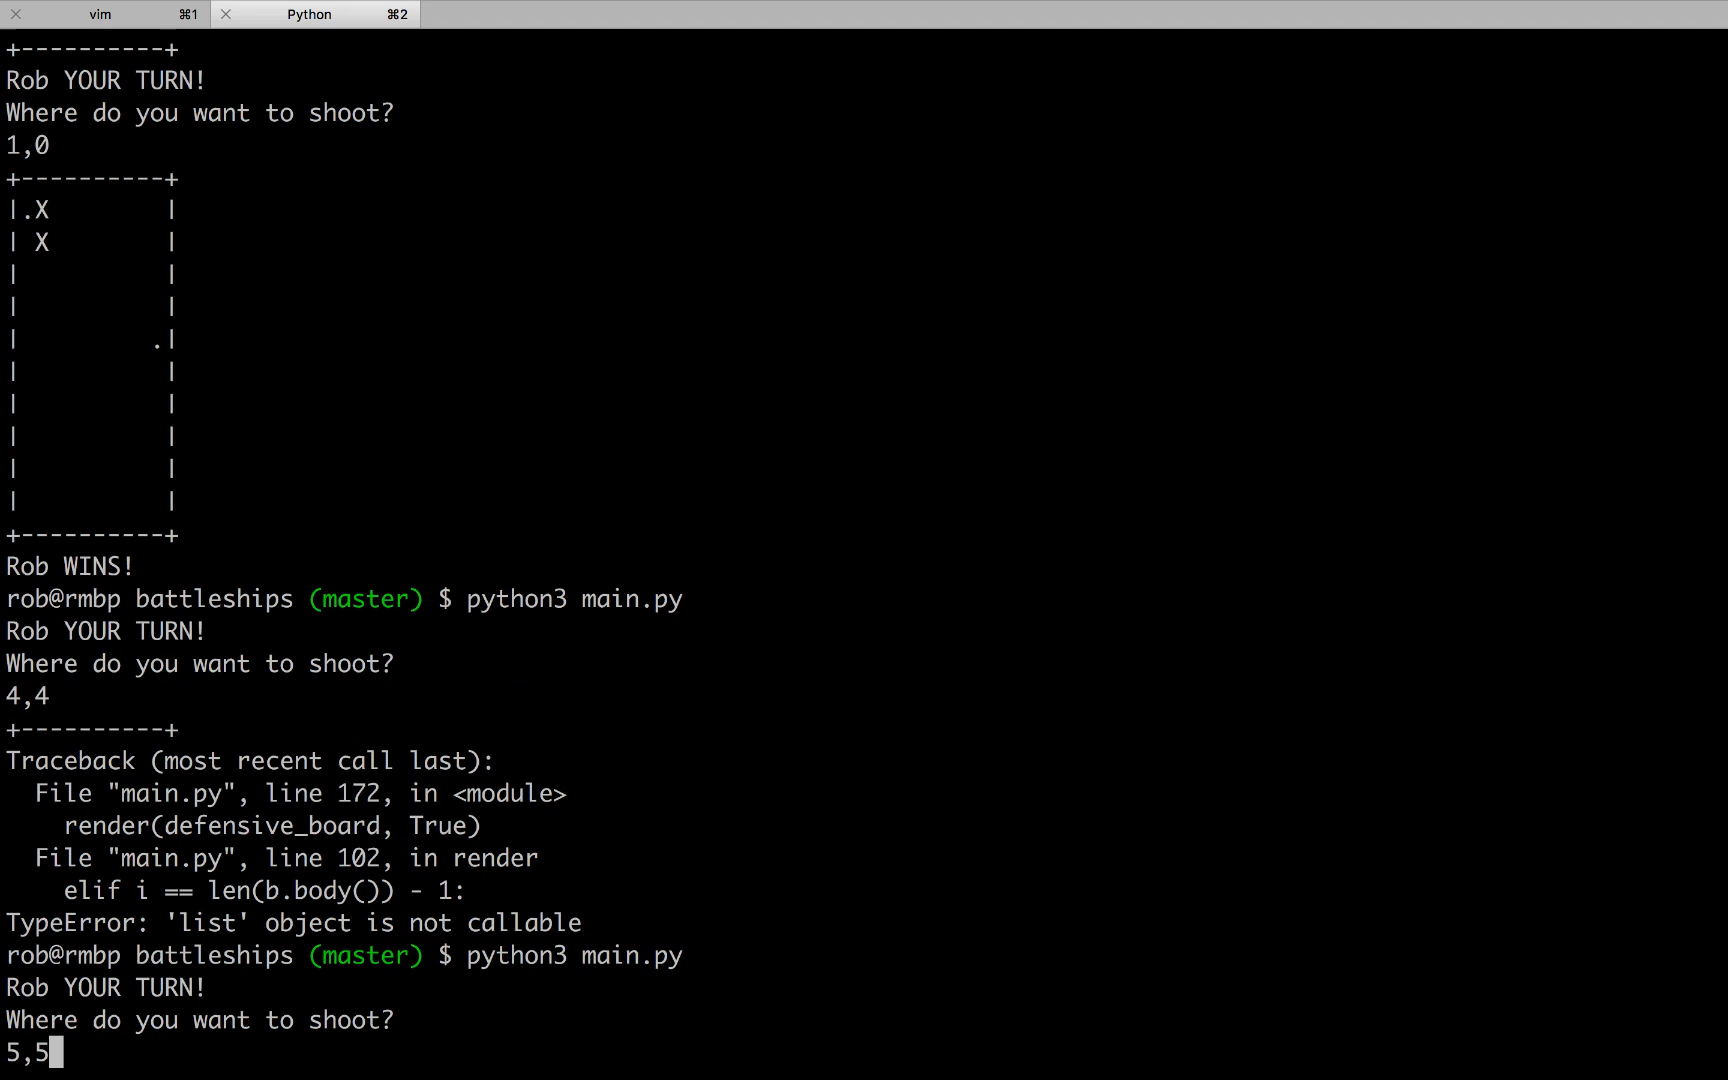 vim ⌘1 Python ⌘2
+----------+
Rob YOUR TURN!
Where do you want to shoot?
1,0
+----------+
|.X        |
| X        |
|          |
|          |
|         .|
|          |
|          |
|          |
|          |
|          |
+----------+
Rob WINS!
rob@rmbp battleships (master) $ python3 main.py
Rob YOUR TURN!
Where do you want to shoot?
4,4
+----------+
Traceback (most recent call last):
  File "main.py", line 172, in <module>
    render(defensive_board, True)
  File "main.py", line 102, in render
    elif i == len(b.body()) - 1:
TypeError: 'list' object is not callable
rob@rmbp battleships (master) $ python3 main.py
Rob YOUR TURN!
Where do you want to shoot?
5,5